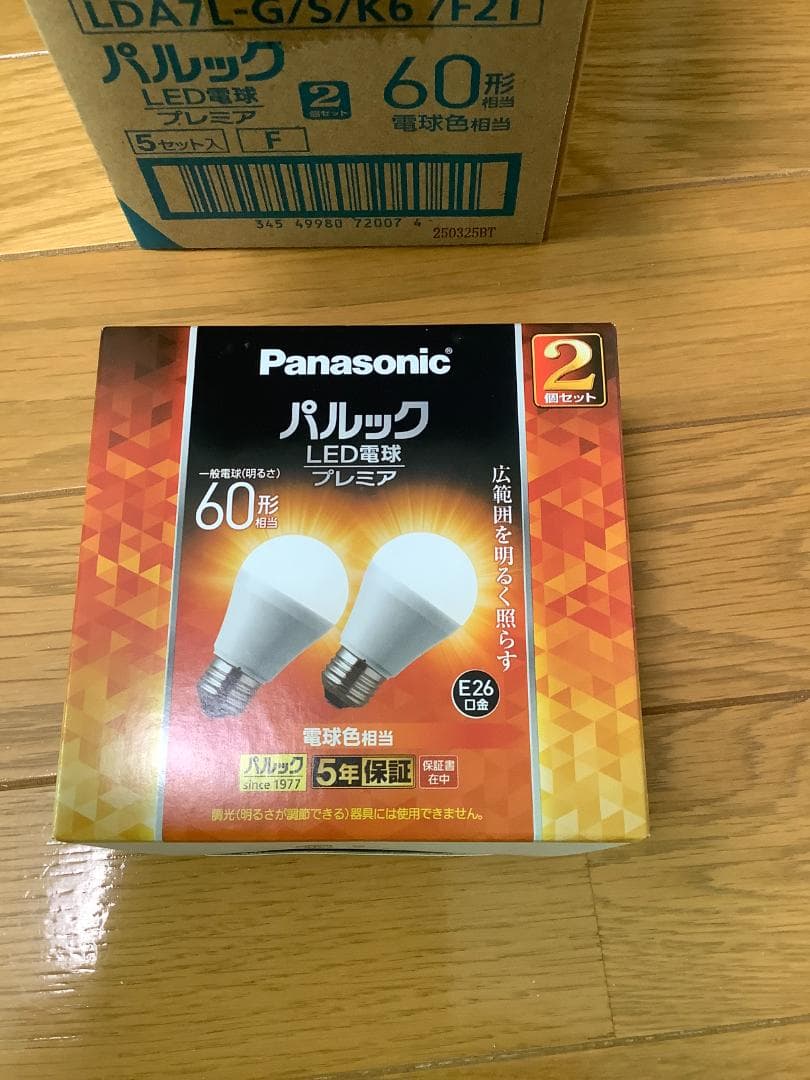 LDA7L-G/S/K6 /F2T
パルック
LED電球
プレミア
2
個セット
60形
相当
電球色相当
5セット入
F
345 49980 72007 4
250325BT
Panasonic®
2
個セット
パルック
LED電球
プレミア
一般電球(明るさ)
60形
相当
広範囲を明るく照らす
E26
口金
電球色相当
パルック
since 1977
5年保証
保証書
在中
調光(明るさが調節できる)器具には使用できません。